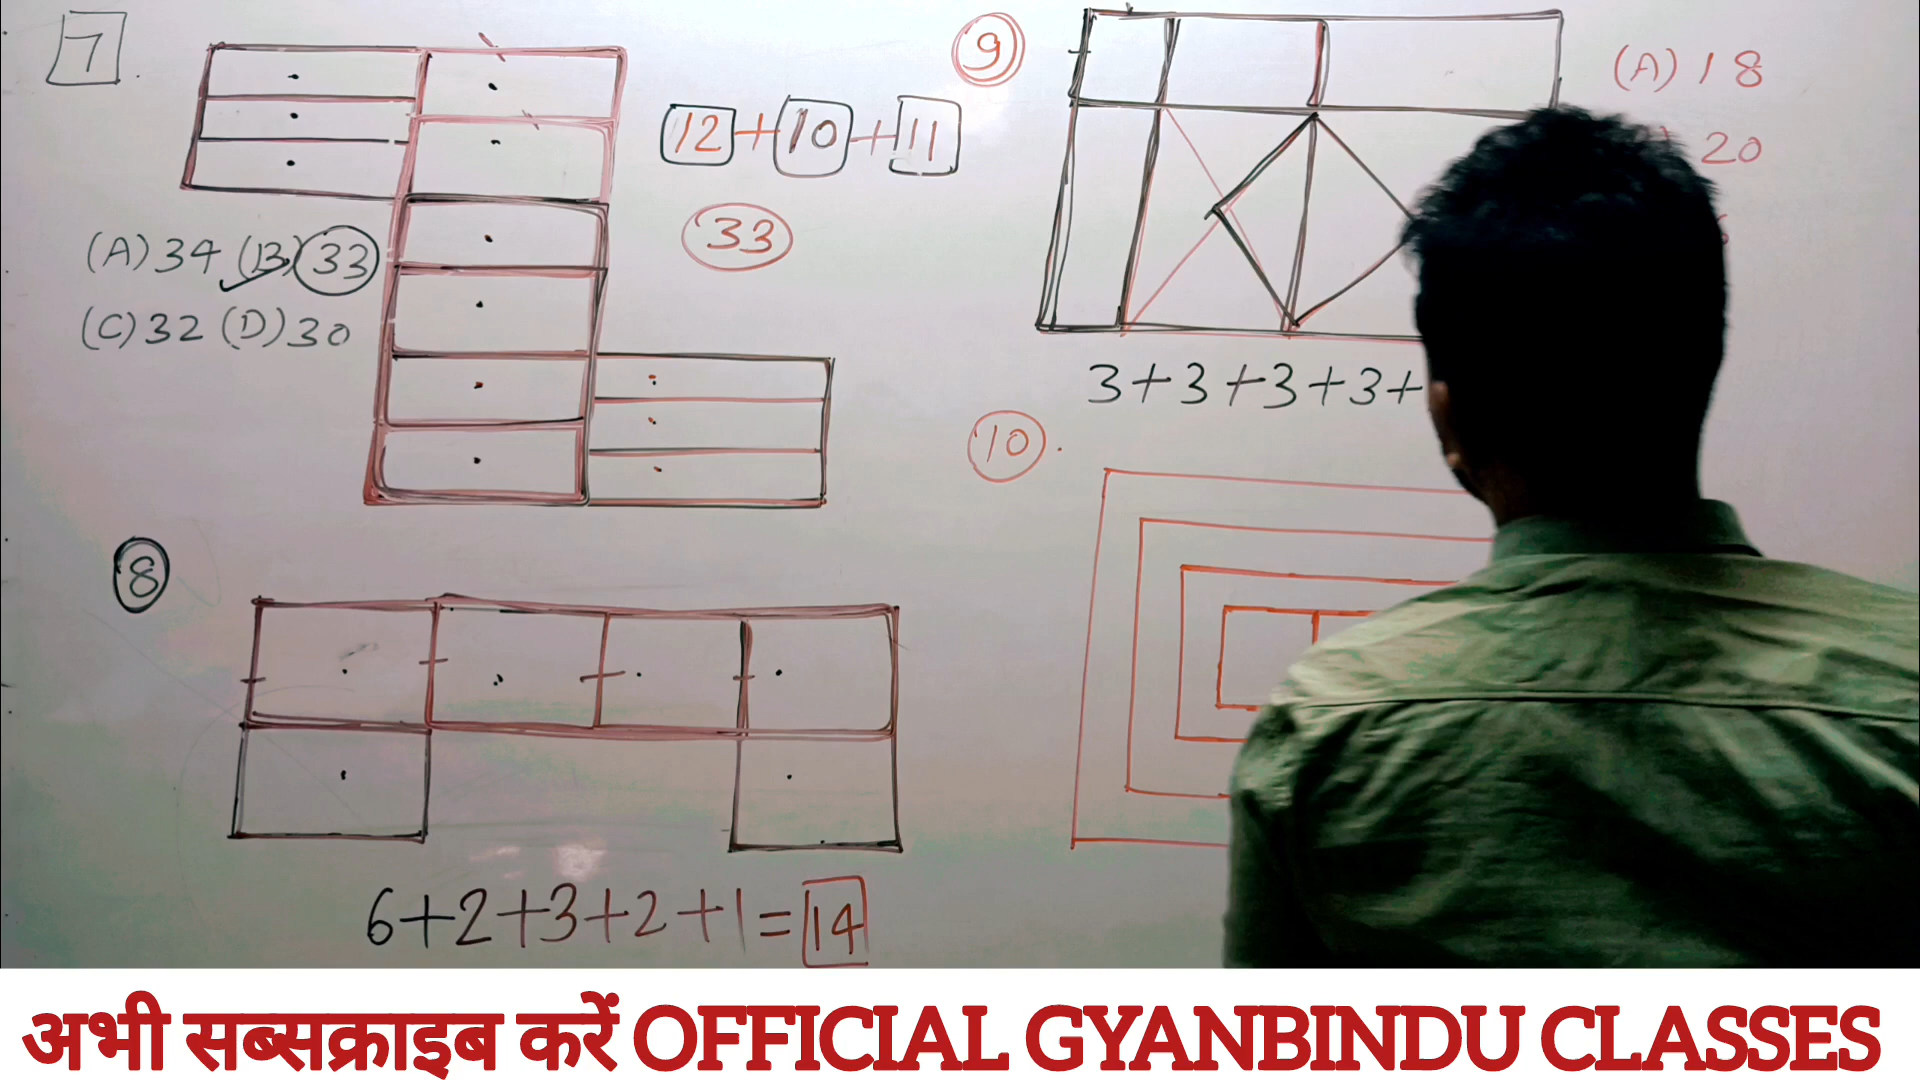 7
12+10+11
33
(A) 34 (B) 33
(C) 32 (D) 30
8
6+2+3+2+1=14
9
(A) 18
20
3+3+3+3+
10.
अभी सब्सक्राइब करें OFFICIAL GYANBINDU CLASSES